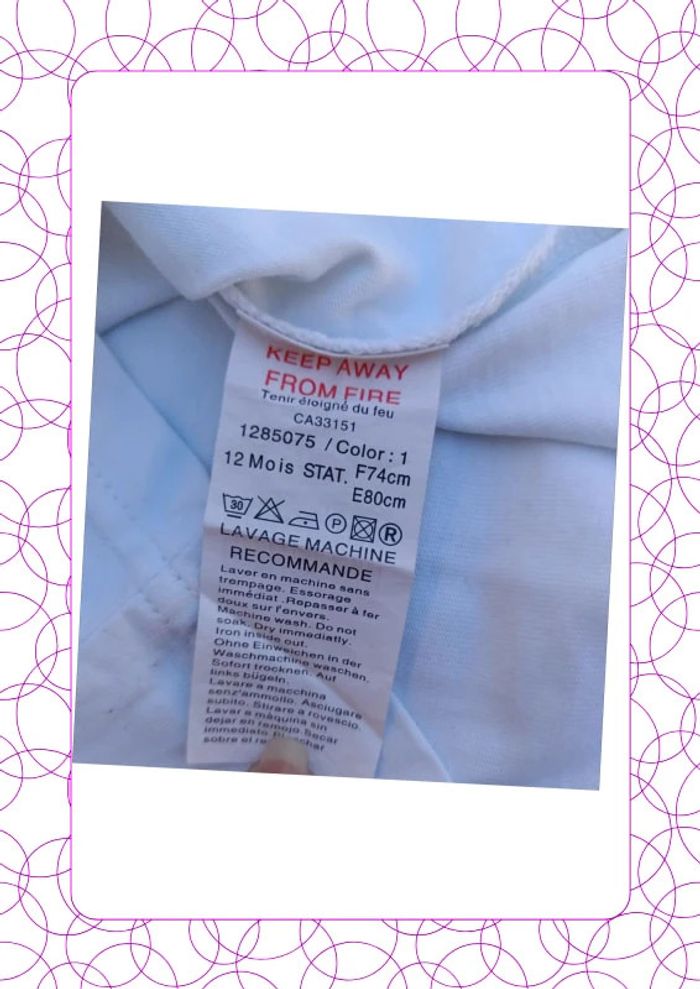 KEEP AWAY
FROM FIRE
Tenir éloigné du feu
CA33151
1285075 / Color : 1
12 Mois STAT. F74cm
E80cm
30 P R
LAVAGE MACHINE
RECOMMANDE
Laver en machine sans
trempage. Essorage
immédiat .Repasser à fer
doux sur l'envers.
Machine wash. Do not
soak. Dry immediatly.
Iron inside out.
Ohne Einweichen in der
Waschmachine waschen.
Sofort trocknen. Auf
links bügeln.
Lavare a macchina
senz'ammollo. Asciugare
subito. Stirare a rovescio.
Lavar a màquina sin
dejar en remojo. Secar
immediato
sobre el